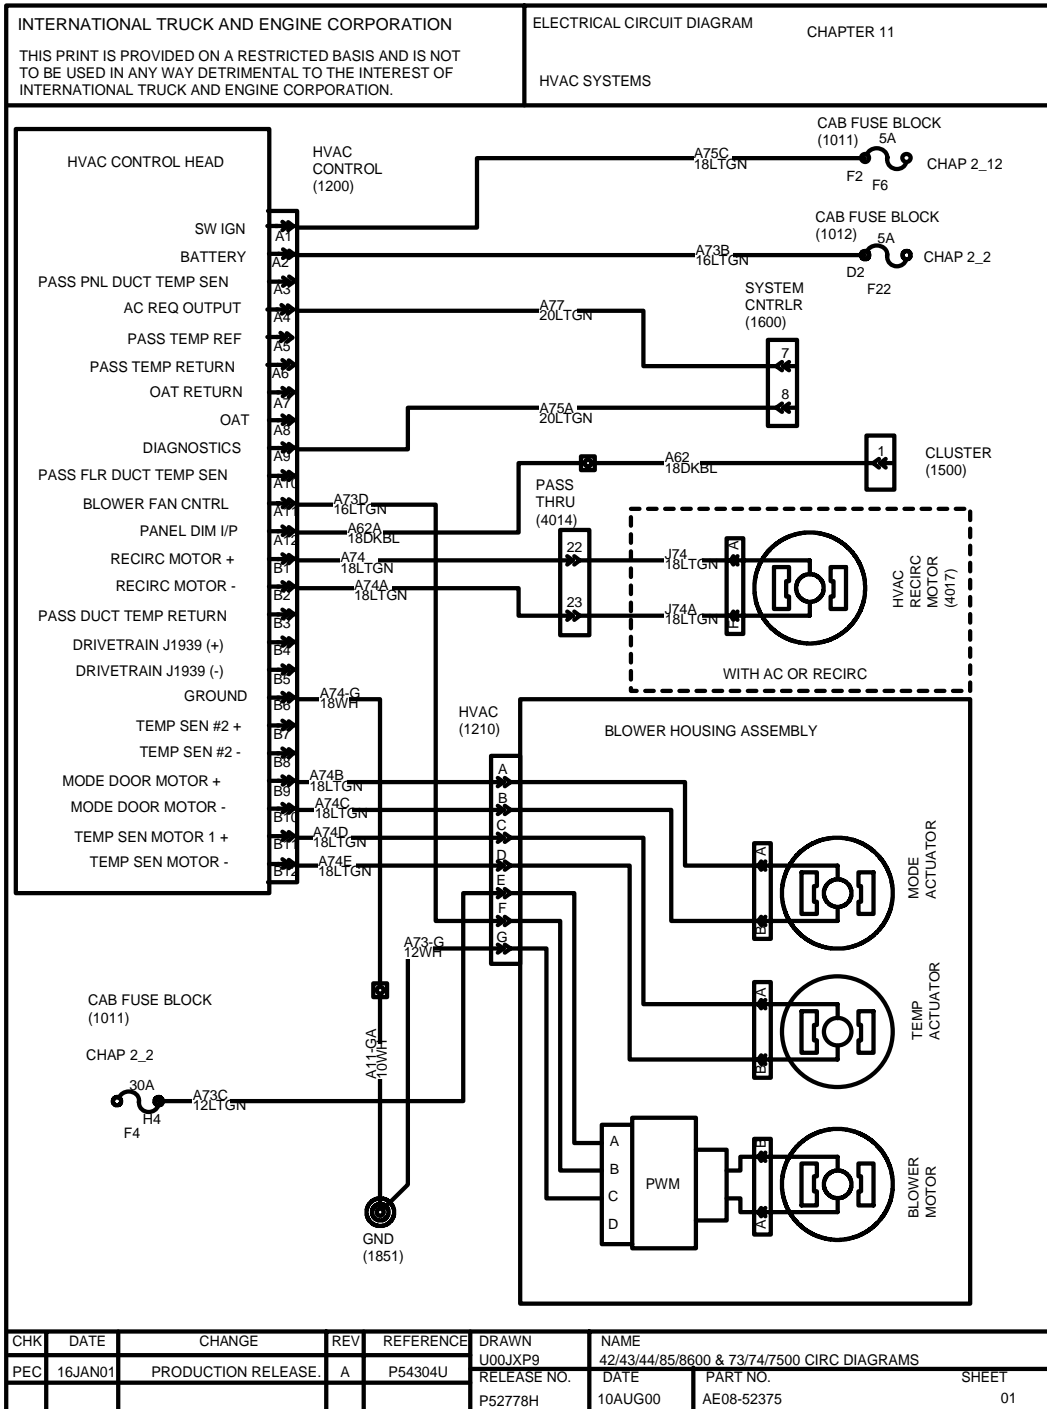 INTERNATIONAL TRUCK AND ENGINE CORPORATION
THIS PRINT IS PROVIDED ON A RESTRICTED BASIS AND IS NOT
TO BE USED IN ANY WAY DETRIMENTAL TO THE INTEREST OF
INTERNATIONAL TRUCK AND ENGINE CORPORATION.
ELECTRICAL CIRCUIT DIAGRAM
CHAPTER 11
HVAC SYSTEMS
HVAC CONTROL HEAD
HVAC
CONTROL
(1200)
SW IGN
A1
BATTERY
A2
PASS PNL DUCT TEMP SEN
A3
AC REQ OUTPUT
A4
PASS TEMP REF
A5
PASS TEMP RETURN
A6
OAT RETURN
A7
OAT
A8
DIAGNOSTICS
A9
PASS FLR DUCT TEMP SEN
A10
BLOWER FAN CNTRL
A11
PANEL DIM I/P
A12
RECIRC MOTOR +
B1
RECIRC MOTOR -
B2
PASS DUCT TEMP RETURN
B3
DRIVETRAIN J1939 (+)
B4
DRIVETRAIN J1939 (-)
B5
GROUND
B6
TEMP SEN #2 +
B7
TEMP SEN #2 -
B8
MODE DOOR MOTOR +
B9
MODE DOOR MOTOR -
B10
TEMP SEN MOTOR 1 +
B11
TEMP SEN MOTOR -
B12
A75C
18LTGN
CAB FUSE BLOCK
(1011)
5A
F2
F6
CHAP 2_12
A73B
16LTGN
CAB FUSE BLOCK
(1012)
5A
D2
F22
CHAP 2_2
A77
20LTGN
SYSTEM
CNTRLR
(1600)
7
8
A75A
20LTGN
A62
18DKBL
1
CLUSTER
(1500)
A73D
16LTGN
A62A
18DKBL
A74
18LTGN
A74A
18LTGN
PASS
THRU
(4014)
22
23
J74
18LTGN
J74A
18LTGN
A
HVAC
RECIRC
MOTOR
(4017)
WITH AC OR RECIRC
A74-G
18WH
HVAC
(1210)
BLOWER HOUSING ASSEMBLY
A74B
18LTGN
A74C
18LTGN
A74D
18LTGN
A74E
18LTGN
A
B
C
D
E
F
G
A73-G
12WH
A
B
MODE
ACTUATOR
A
B
TEMP
ACTUATOR
CAB FUSE BLOCK
(1011)
CHAP 2_2
30A
H4
F4
A73C
12LTGN
A11-GA
10WH
GND
(1851)
A
B
C
D
PWM
B
A
BLOWER
MOTOR
CHK DATE CHANGE REV REFERENCE
PEC 16JAN01 PRODUCTION RELEASE. A P54304U
DRAWN
U00JXP9
NAME
42/43/44/85/8600 & 73/74/7500 CIRC DIAGRAMS
RELEASE NO.
P52778H
DATE
10AUG00
PART NO.
AE08-52375
SHEET
01